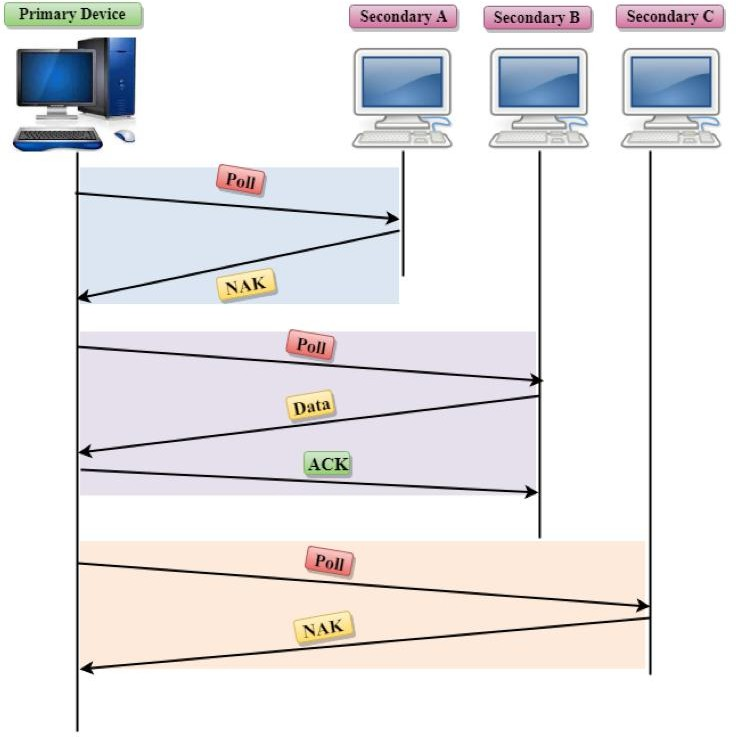 Primary Device
Secondary A
Secondary B
Secondary C
Poll
NAK
Poll
Data
ACK
Poll
NAK